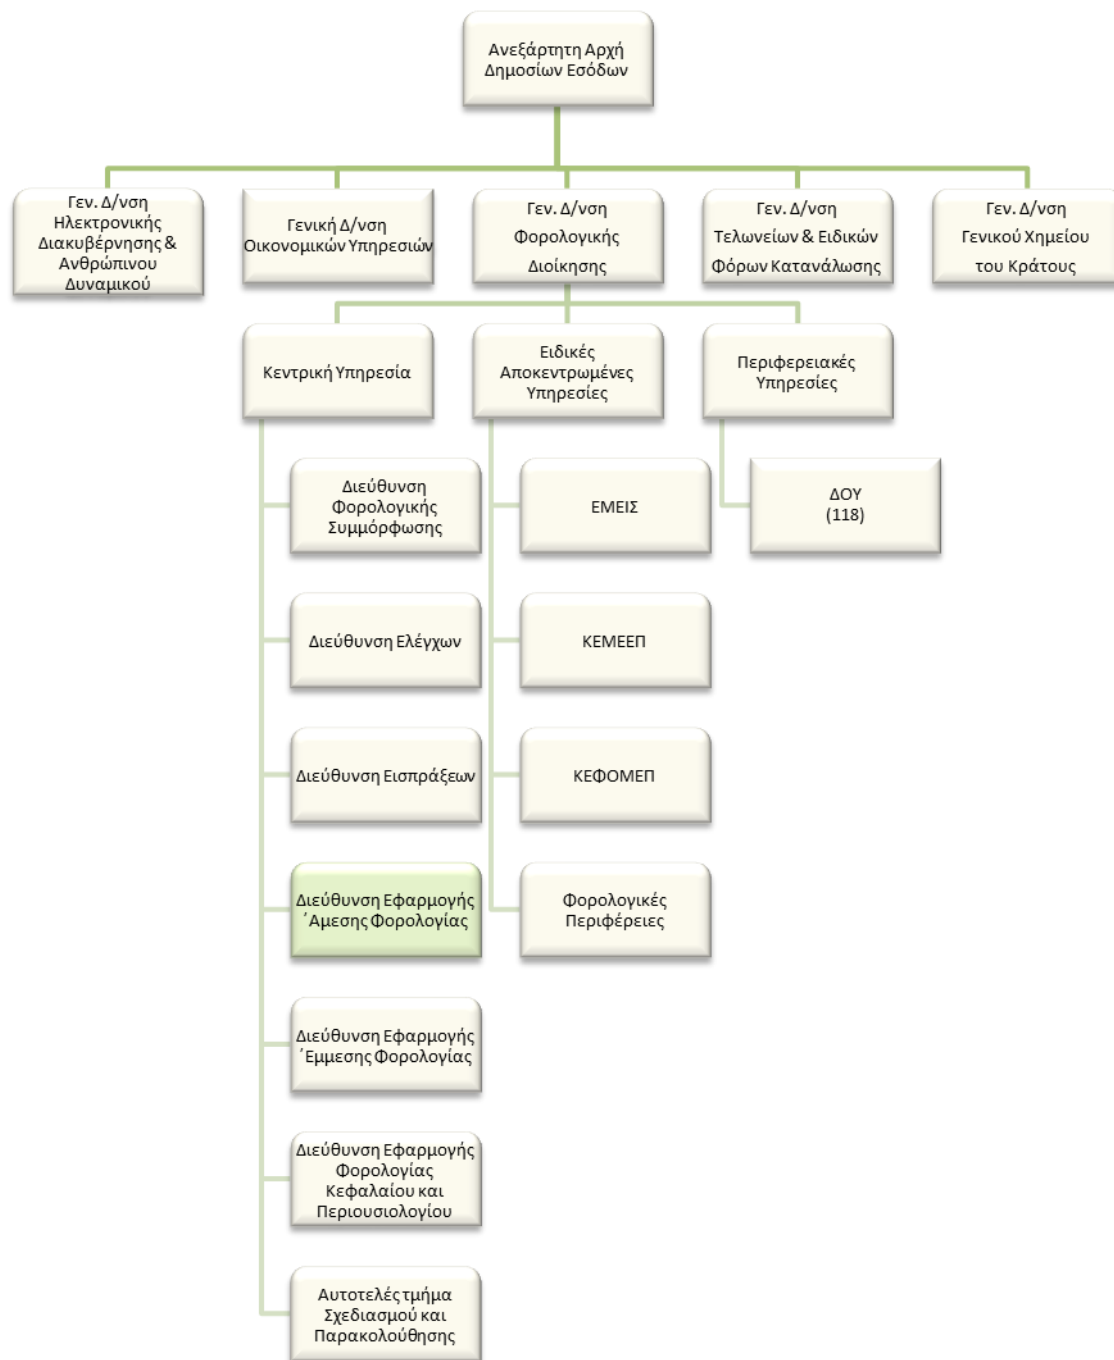 Ανεξάρτητη Αρχή
Δημοσίων Εσόδων
Γεν. Δ/νση
Ηλεκτρονικής
Διακυβέρνησης &
Ανθρώπινου
Δυναμικού
Γενική Δ/νση
Οικονομικών Υπηρεσιών
Γεν. Δ/νση
Φορολογικής
Διοίκησης
Γεν. Δ/νση
Τελωνείων & Ειδικών
Φόρων Κατανάλωσης
Γεν. Δ/νση
Γενικού Χημείου
του Κράτους
Κεντρική Υπηρεσία
Ειδικές
Αποκεντρωμένες
Υπηρεσίες
Περιφερειακές
Υπηρεσίες
Διεύθυνση
Φορολογικής
Συμμόρφωσης
ΕΜΕΙΣ
ΔΟΥ
(118)
Διεύθυνση Ελέγχων
ΚΕΜΕΕΠ
Διεύθυνση Εισπράξεων
ΚΕΦΟΜΕΠ
Διεύθυνση Εφαρμογής
΄Αμεσης Φορολογίας
Φορολογικές
Περιφέρειες
Διεύθυνση Εφαρμογής
΄Εμμεσης Φορολογίας
Διεύθυνση Εφαρμογής
Φορολογίας
Κεφαλαίου και
Περιουσιολογίου
Αυτοτελές τμήμα
Σχεδιασμού και
Παρακολούθησης